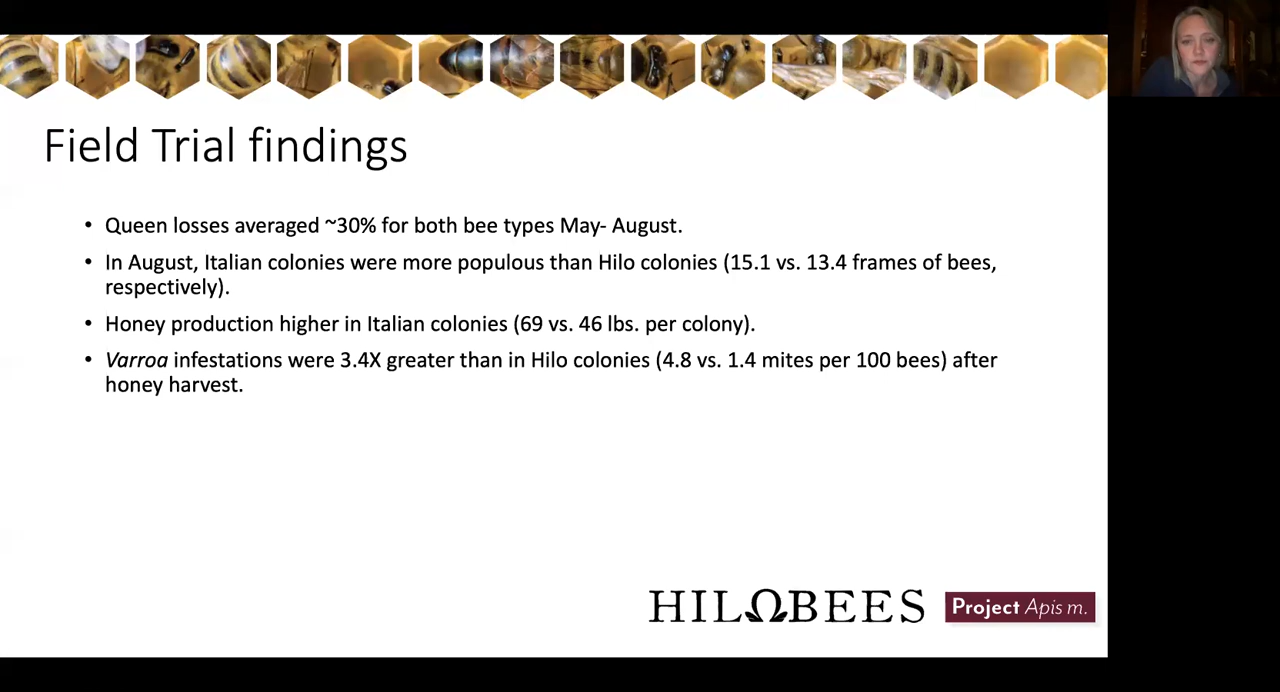 Field Trial findings
• Queen losses averaged ~30% for both bee types May- August.
• In August, Italian colonies were more populous than Hilo colonies (15.1 vs. 13.4 frames of bees,
respectively).
• Honey production higher in Italian colonies (69 vs. 46 lbs. per colony).
• Varroa infestations were 3.4X greater than in Hilo colonies (4.8 vs. 1.4 mites per 100 bees) after
honey harvest.
HILOBEES Project Apis m.